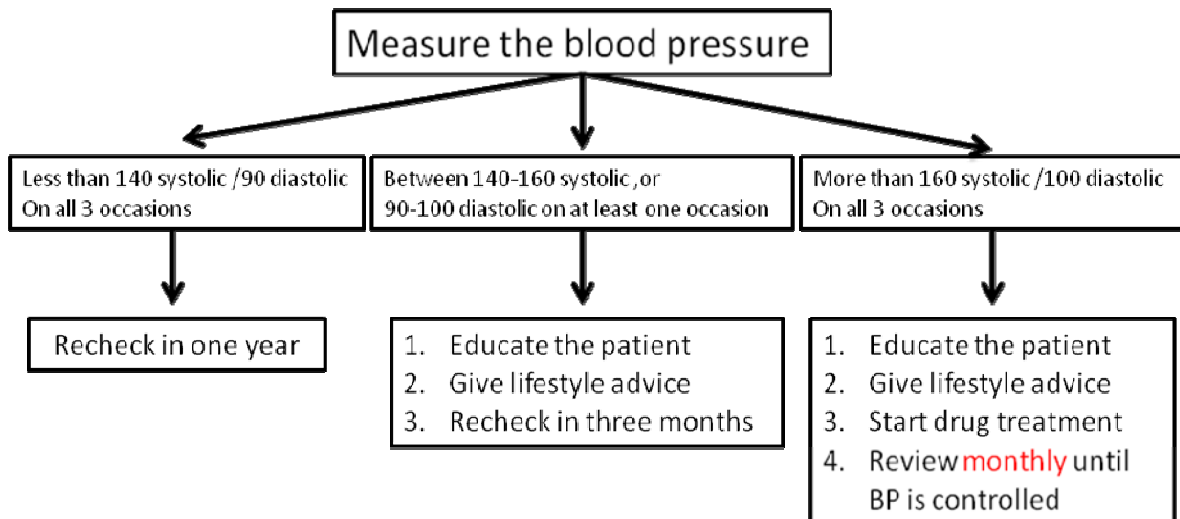 Measure the blood pressure
Less than 140 systolic /90 diastolic
On all 3 occasions
Between 140-160 systolic ,or
90-100 diastolic on at least one occasion
More than 160 systolic /100 diastolic
On all 3 occasions
Recheck in one year
1. Educate the patient
2. Give lifestyle advice
3. Recheck in three months
1. Educate the patient
2. Give lifestyle advice
3. Start drug treatment
4. Review monthly until
BP is controlled